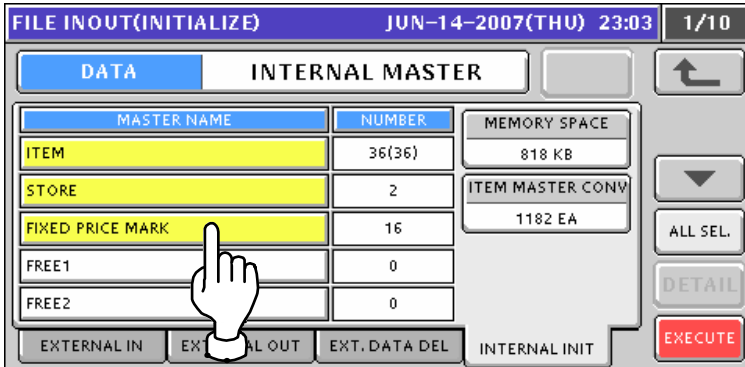 FILE INOUT(INITIALIZE) JUN-14-2007(THU) 23:03 1/10
DATA INTERNAL MASTER
MASTER NAME NUMBER
ITEM 36(36)
STORE 2
FIXED PRICE MARK 16
FREE1 0
FREE2 0
MEMORY SPACE
818 KB
ITEM MASTER CONV
1182 EA
ALL SEL.
DETAIL
EXECUTE
EXTERNAL IN EXT. DATA DEL INTERNAL INIT